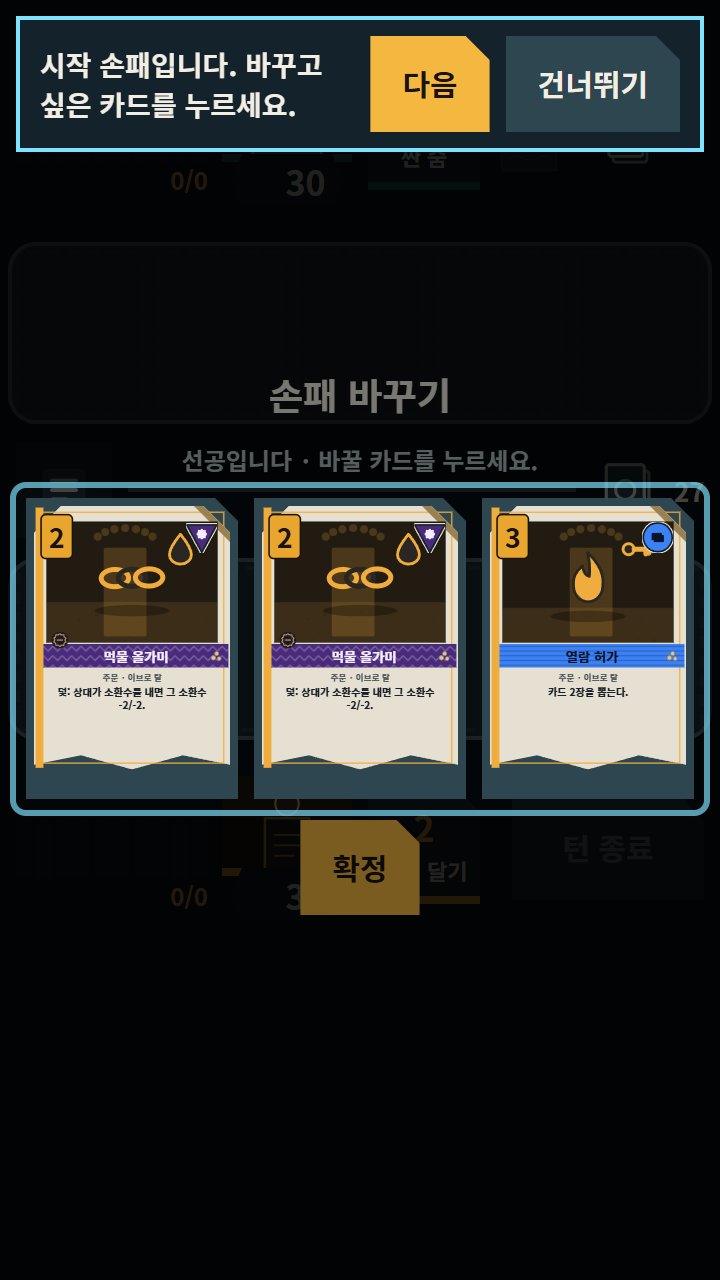 시작 손패입니다. 바꾸고
싶은 카드를 누르세요.
다음
건너뛰기
0/0
30
손패 바꾸기
선공입니다 · 바꿀 카드를 누르세요.
27
2
먹물 올가미
주문 · 이브로 탈
덫: 상대가 소환수를 내면 그 소환수
-2/-2.
2
먹물 올가미
주문 · 이브로 탈
덫: 상대가 소환수를 내면 그 소환수
-2/-2.
3
열람 허가
주문 · 이브로 탈
카드 2장을 뽑는다.
확정
2
달기
턴 종료
0/0
3